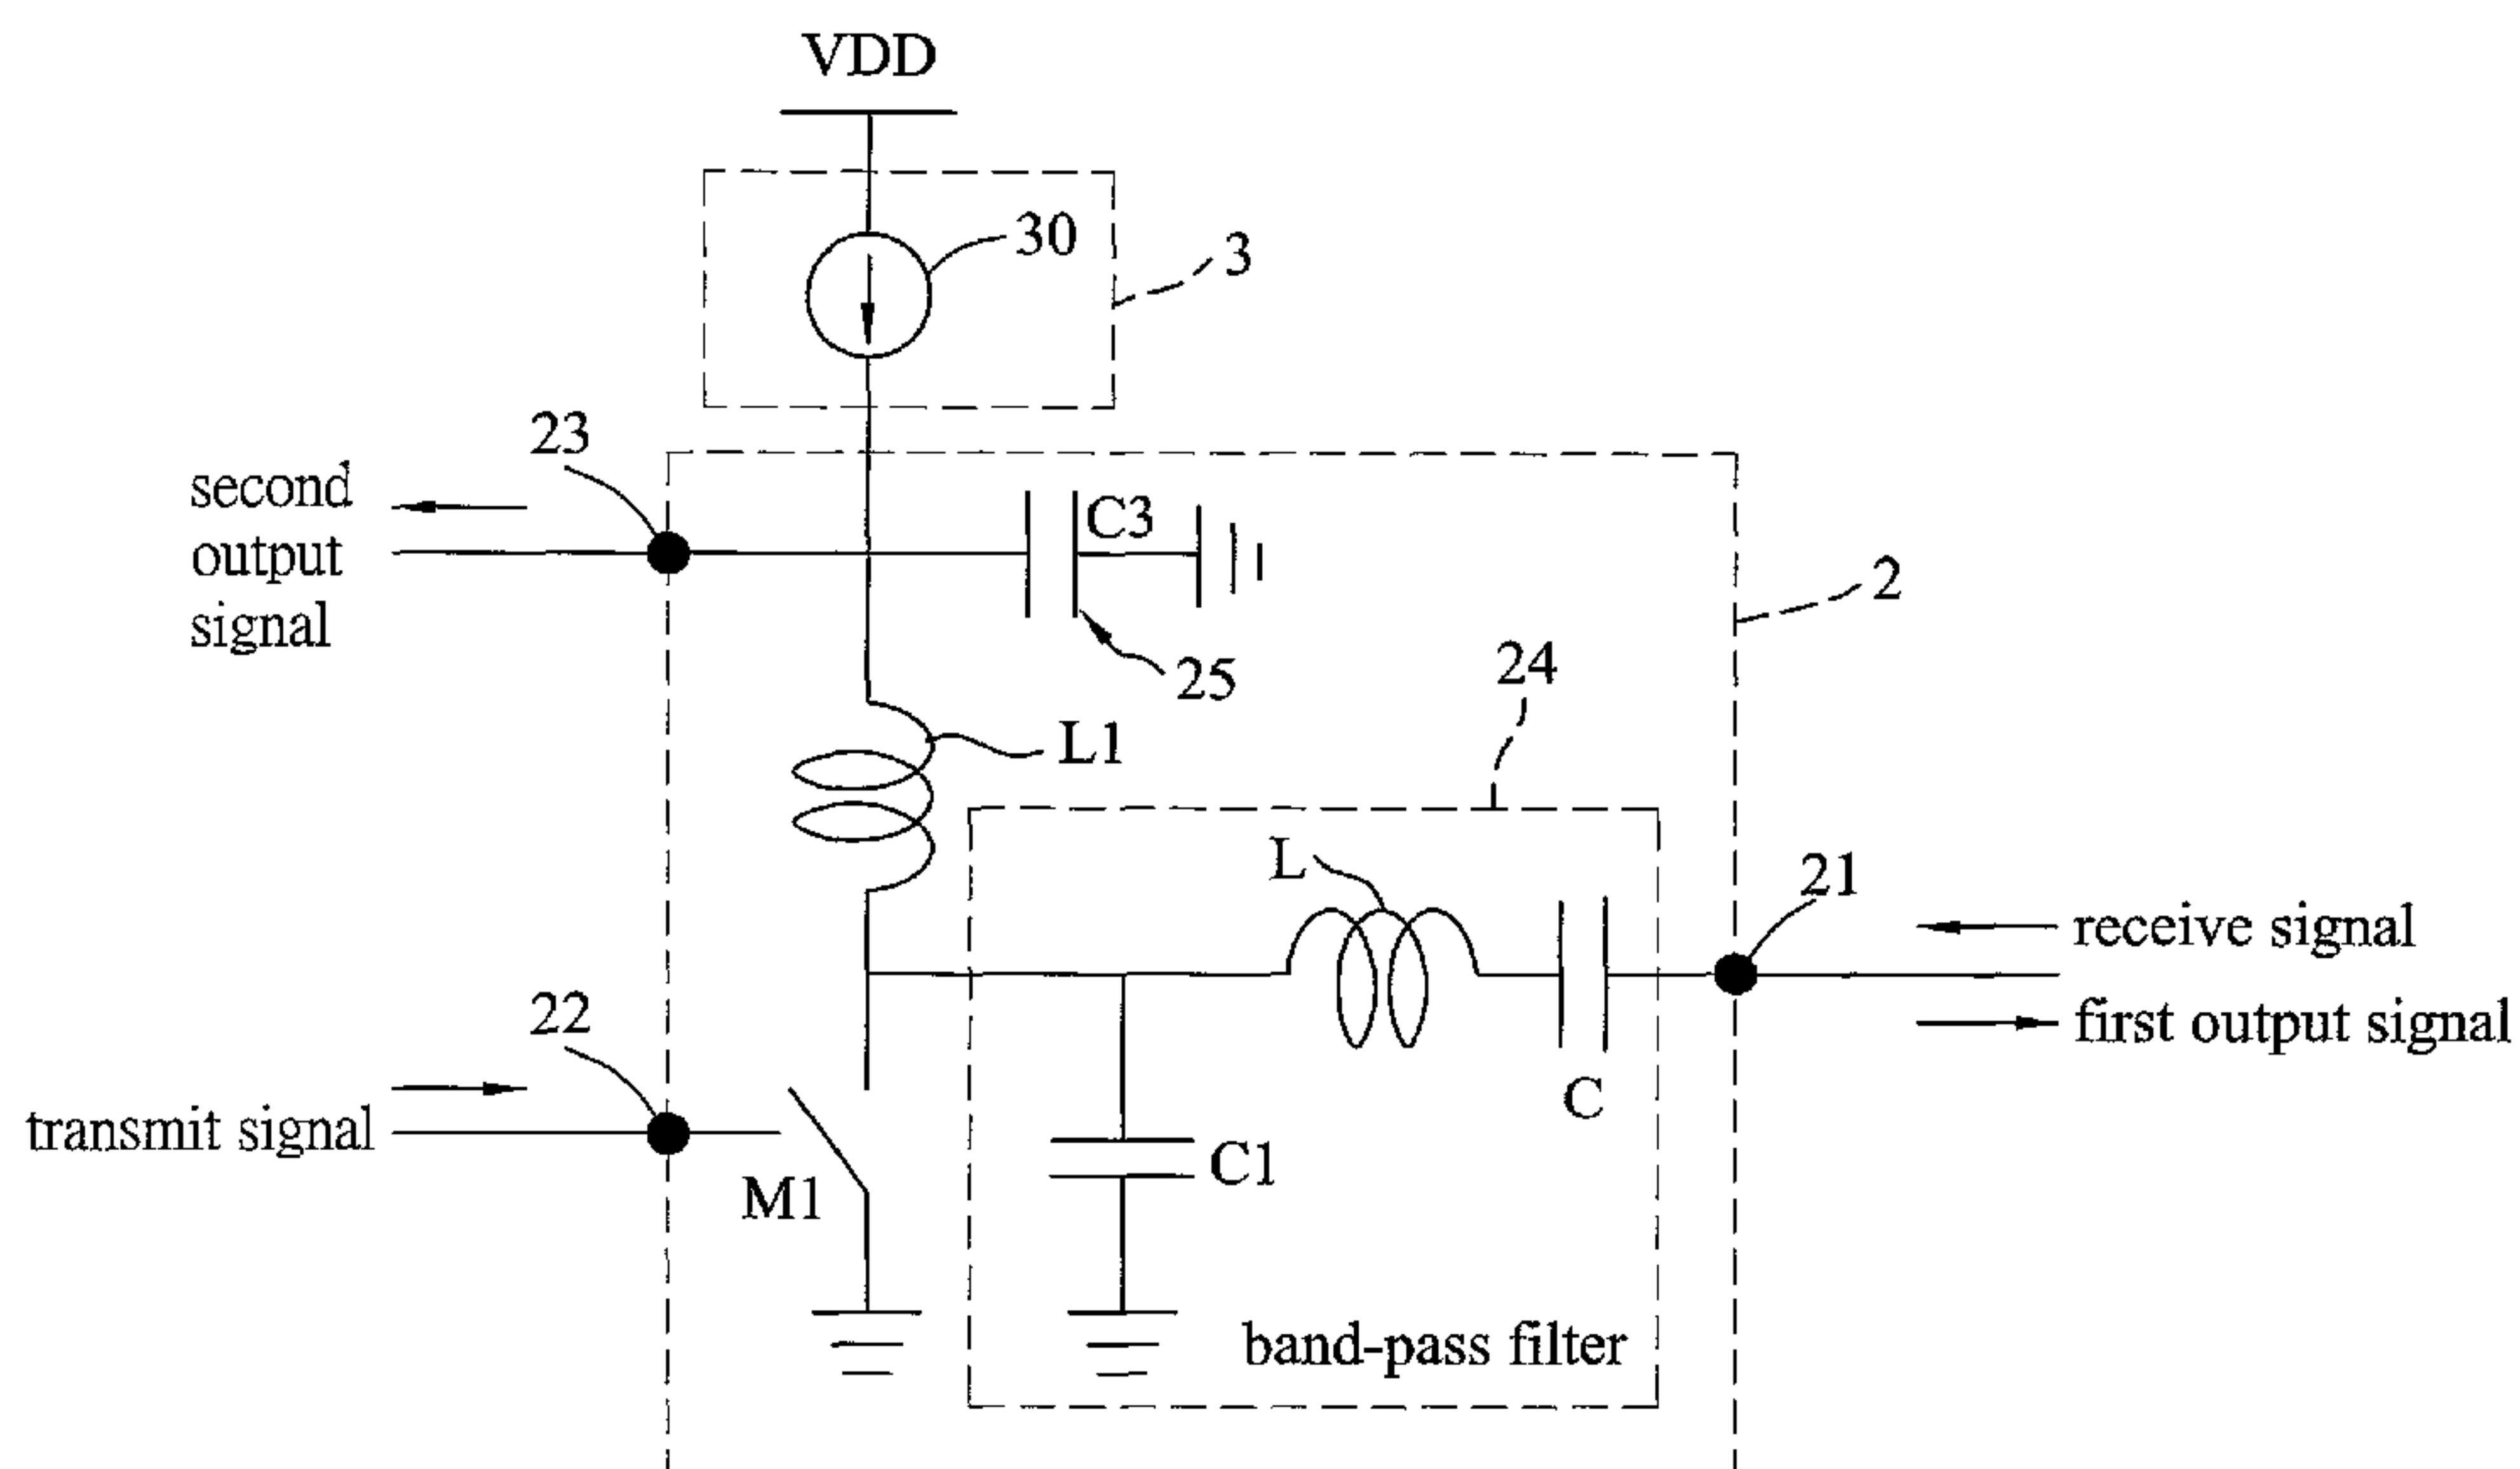 VDD
30
3
23
second
output
signal
C3
25
2
24
L1
L
21
receive signal
first output signal
22
transmit signal
M1
C1
C
band-pass filter